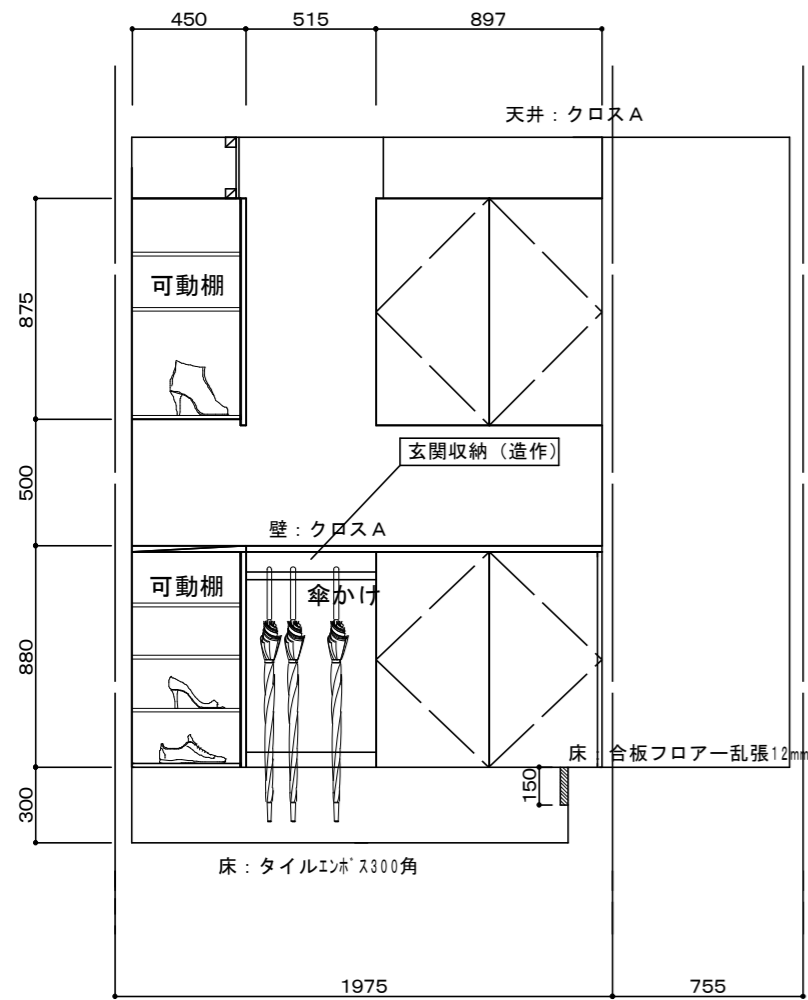 450
515
897
天井：クロスA
875
可動棚
500
玄関収納（造作）
壁：クロスA
可動棚
傘かけ
880
床：合板フロアー乱張12mm
150
300
床：タイルｴﾝﾎﾞｽ300角
1975
755